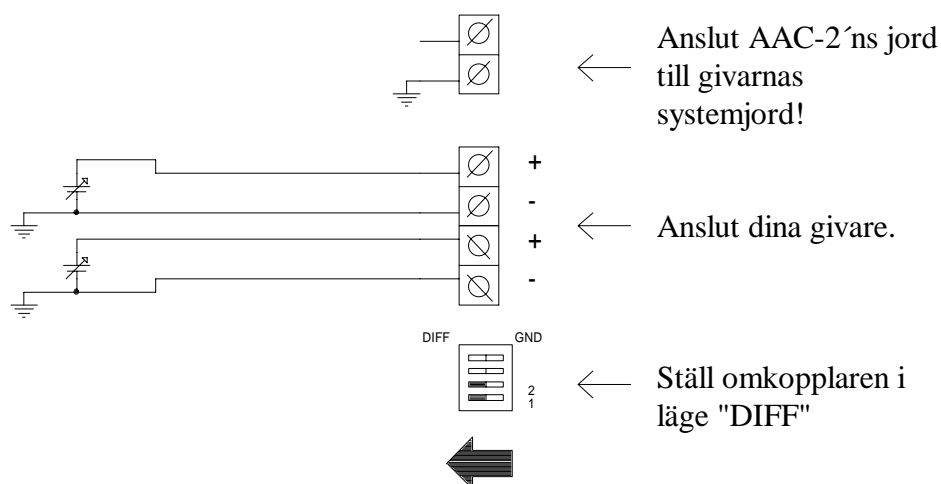 Anslut AAC-2´ns jord
till givarnas
systemjord!
+
-
Anslut dina givare.
+
-
DIFF GND
2
1
Ställ omkopplaren i
läge "DIFF"